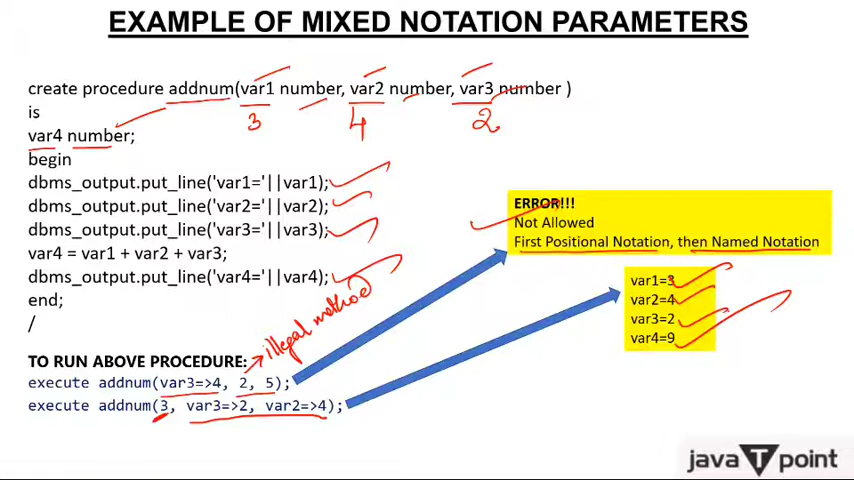 EXAMPLE OF MIXED NOTATION PARAMETERS
create procedure addnum(var1 number, var2 number, var3 number )
3 4 2
is
var4 number;
begin
dbms_output.put_line('var1='||var1);
dbms_output.put_line('var2='||var2);
dbms_output.put_line('var3='||var3);
var4 = var1 + var2 + var3;
dbms_output.put_line('var4='||var4);
end;
/
ERROR!!!
Not Allowed
First Positional Notation, then Named Notation
var1=3
var2=4
var3=2
var4=9
illegal method
TO RUN ABOVE PROCEDURE:
execute addnum(var3=>4, 2, 5);
execute addnum(3, var3=>2, var2=>4);
java T point